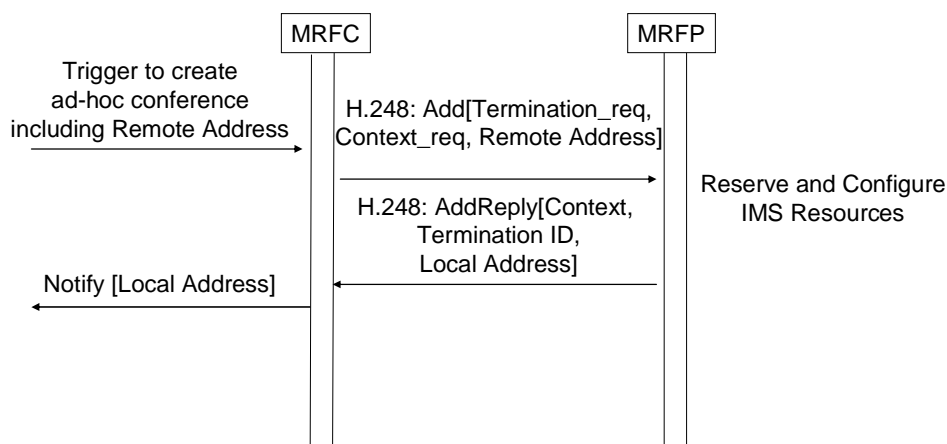 MRFC
MRFP
Trigger to create
ad-hoc conference
including Remote Address
H.248: Add[Termination_req,
Context_req, Remote Address]
Reserve and Configure
IMS Resources
H.248: AddReply[Context,
Termination ID,
Local Address]
Notify [Local Address]